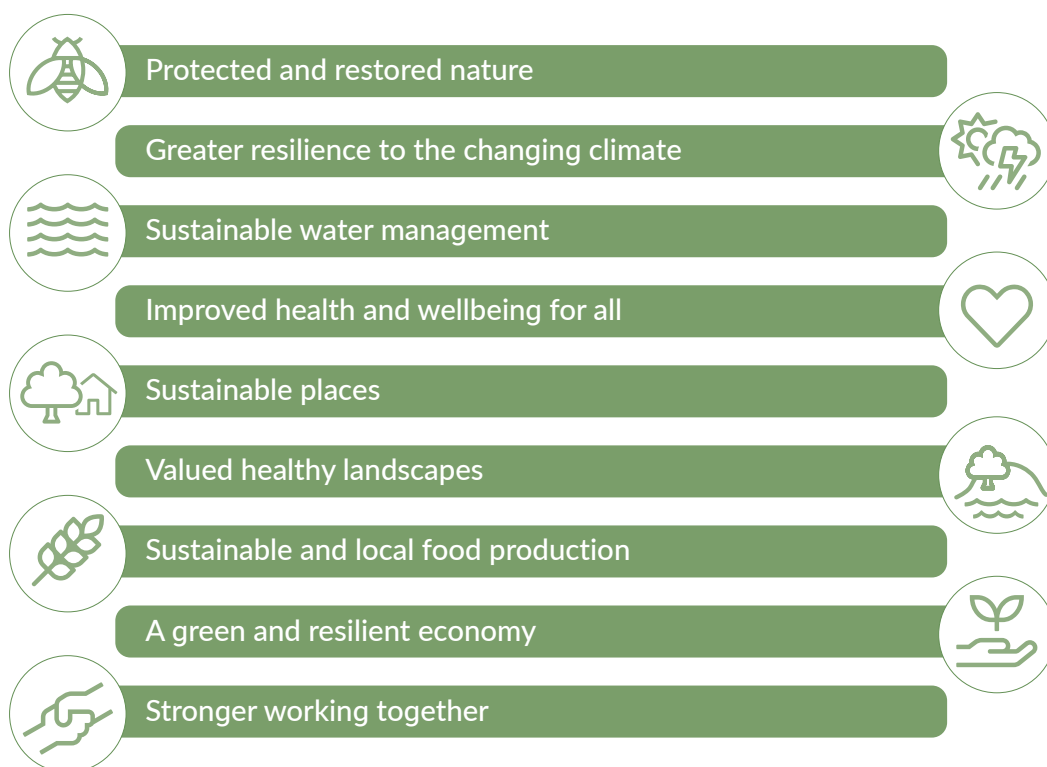 Protected and restored nature
Greater resilience to the changing climate
Sustainable water management
Improved health and wellbeing for all
Sustainable places
Valued healthy landscapes
Sustainable and local food production
A green and resilient economy
Stronger working together